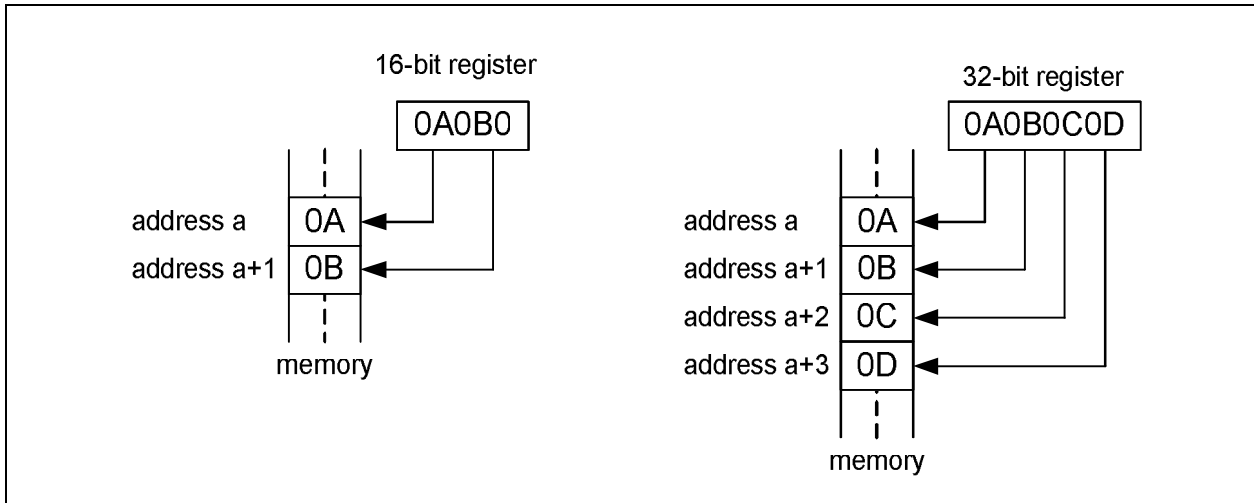 16-bit register
0A0B0
address a
0A
address a+1
0B
memory
32-bit register
0A0B0C0D
address a
0A
address a+1
0B
address a+2
0C
address a+3
0D
memory